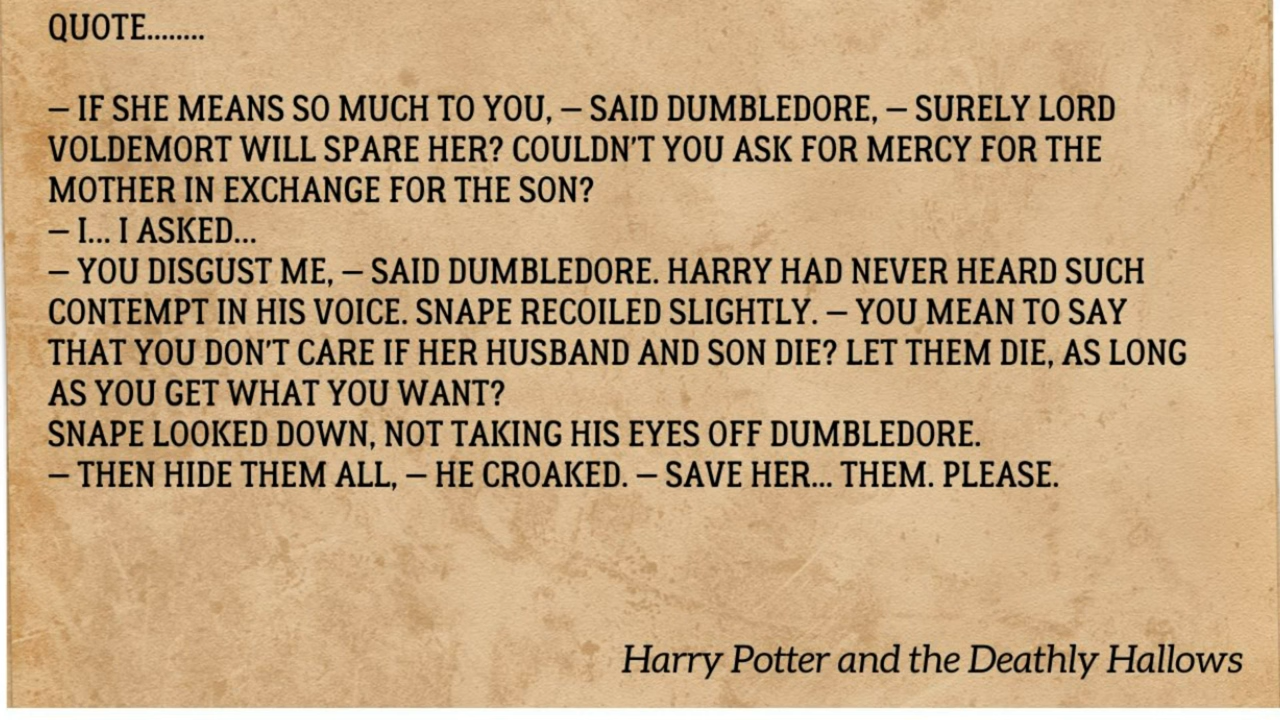 QUOTE........
– IF SHE MEANS SO MUCH TO YOU, – SAID DUMBLEDORE, – SURELY LORD
VOLDEMORT WILL SPARE HER? COULDN'T YOU ASK FOR MERCY FOR THE
MOTHER IN EXCHANGE FOR THE SON?
– I... I ASKED...
– YOU DISGUST ME, – SAID DUMBLEDORE. HARRY HAD NEVER HEARD SUCH
CONTEMPT IN HIS VOICE. SNAPE RECOILED SLIGHTLY. – YOU MEAN TO SAY
THAT YOU DON'T CARE IF HER HUSBAND AND SON DIE? LET THEM DIE, AS LONG
AS YOU GET WHAT YOU WANT?
SNAPE LOOKED DOWN, NOT TAKING HIS EYES OFF DUMBLEDORE.
– THEN HIDE THEM ALL, – HE CROAKED. – SAVE HER... THEM. PLEASE.
Harry Potter and the Deathly Hallows